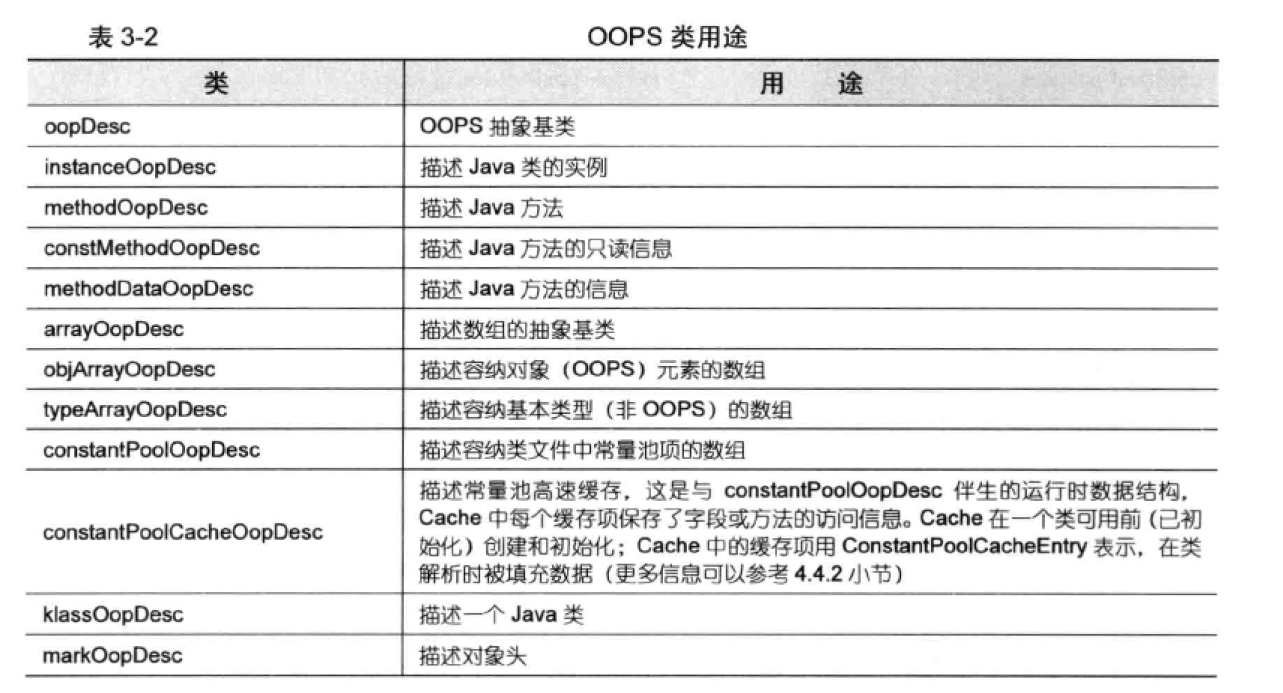 表 3-2 OOPS 类用途
类 用 途
oopDesc OOPS 抽象基类
instanceOopDesc 描述 Java 类的实例
methodOopDesc 描述 Java 方法
constMethodOopDesc 描述 Java 方法的只读信息
methodDataOopDesc 描述 Java 方法的信息
arrayOopDesc 描述数组的抽象基类
objArrayOopDesc 描述容纳对象（OOPS）元素的数组
typeArrayOopDesc 描述容纳基本类型（非 OOPS）的数组
constantPoolOopDesc 描述容纳类文件中常量池项的数组
constantPoolCacheOopDesc 描述常量池高速缓存，这是与 constantPoolOopDesc 伴生的运行时数据结构，
Cache 中每个缓存项保存了字段或方法的访问信息。Cache 在一个类可用前（已初
始化）创建和初始化；Cache 中的缓存项用 ConstantPoolCacheEntry 表示，在类
解析时被填充数据（更多信息可以参考 4.4.2 小节）
klassOopDesc 描述一个 Java 类
markOopDesc 描述对象头